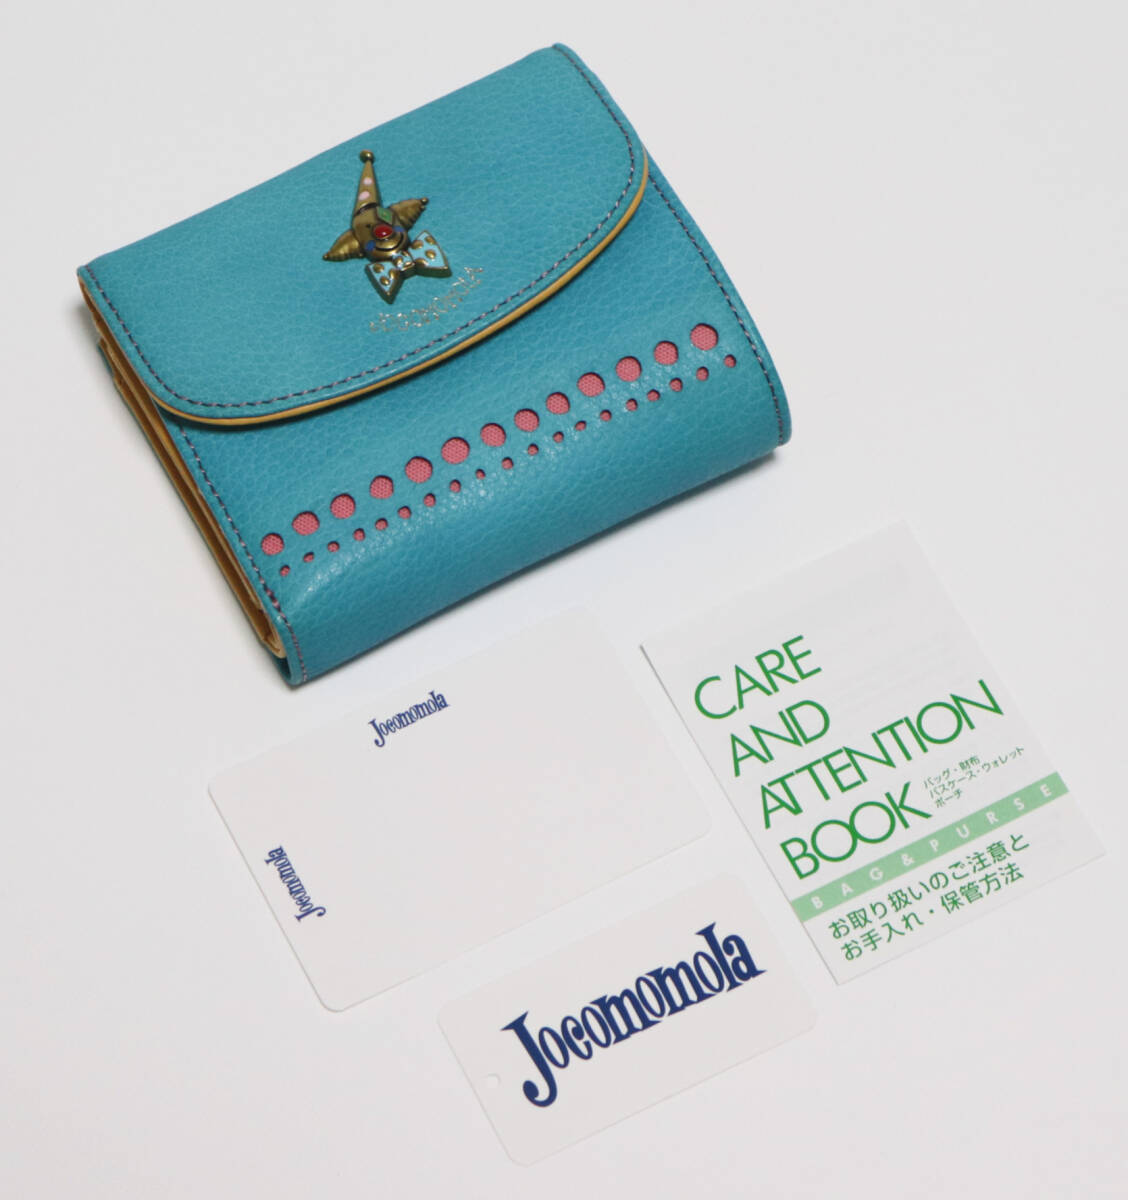 Jocomomola
Jocomomola
Jocomomola
CARE
AND
ATTENTION
BOOK
バッグ・財布
パスケース・ウォレット
ポーチ
BAG & PURSE
お取り扱いのご注意と
お手入れ・保管方法